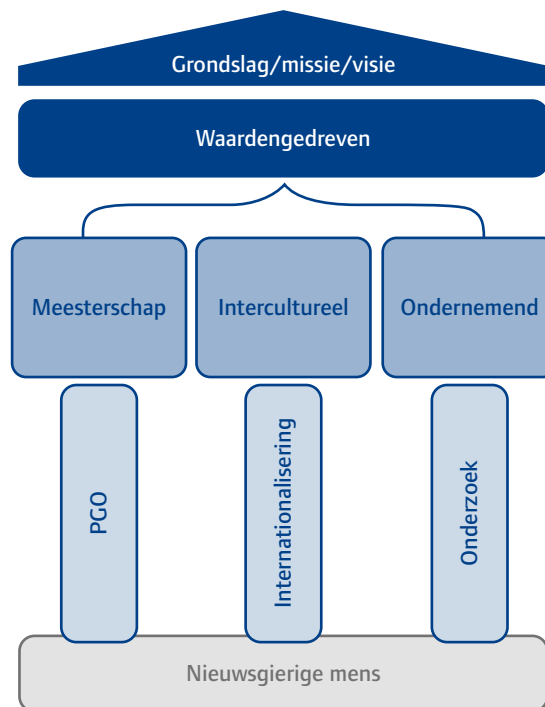 Grondslag/missie/visie
Waardengedreven
Meesterschap
Intercultureel
Ondernemend
PGO
Internationalisering
Onderzoek
Nieuwsgierige mens